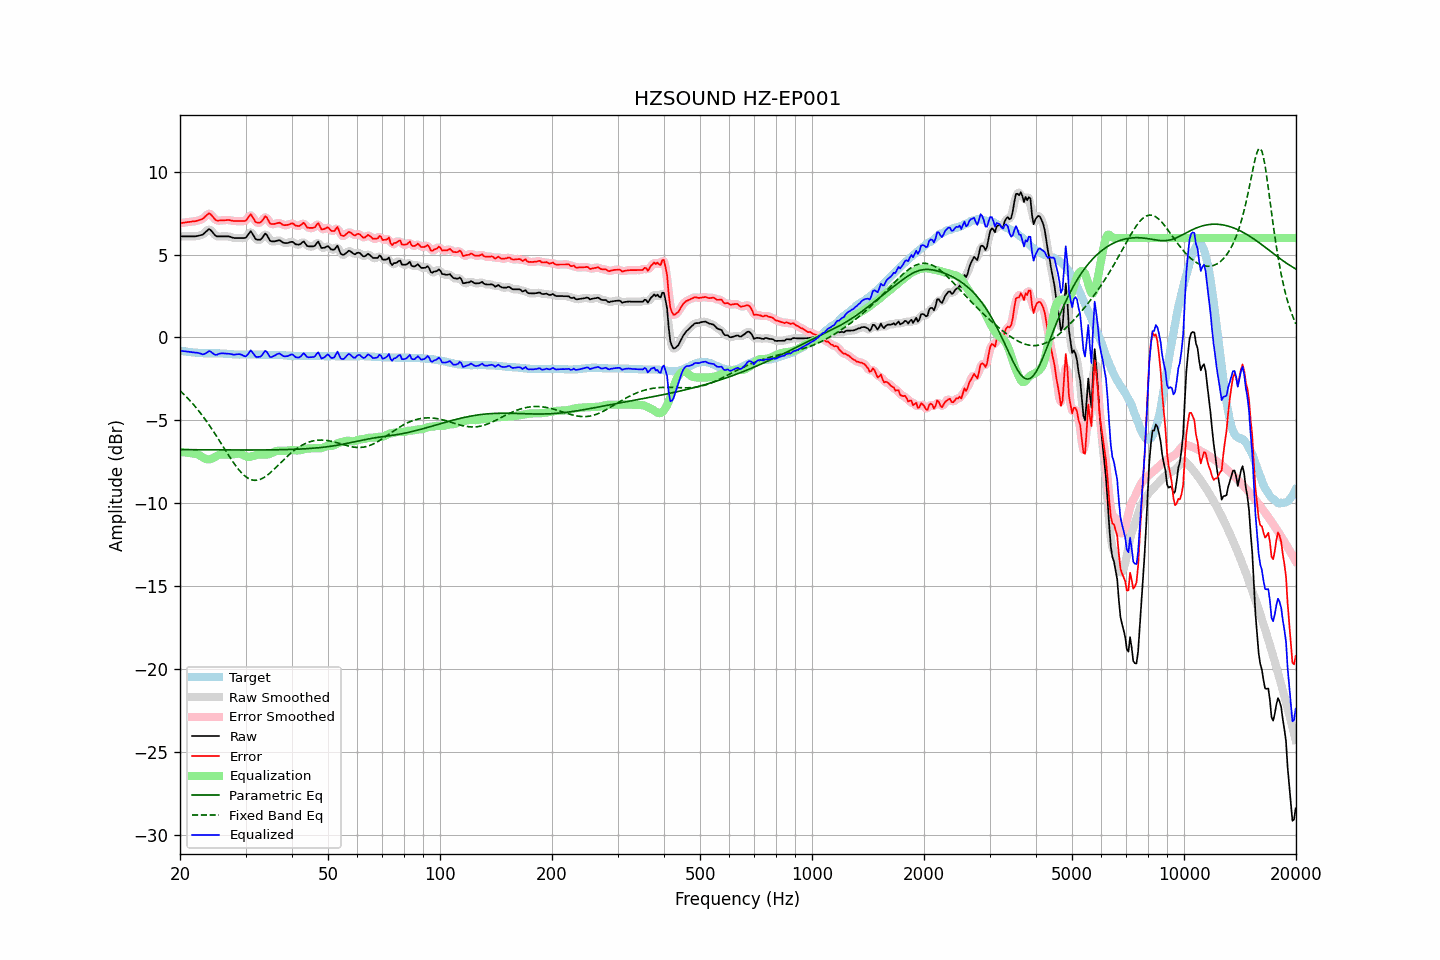 HZSOUND HZ-EP001
Amplitude (dBr)
10
5
0
−5
−10
−15
−20
−25
−30
Target
Raw Smoothed
Error Smoothed
Raw
Error
Equalization
Parametric Eq
Fixed Band Eq
Equalized
20 50 100 200 500 1000 2000 5000 10000 20000
Frequency (Hz)